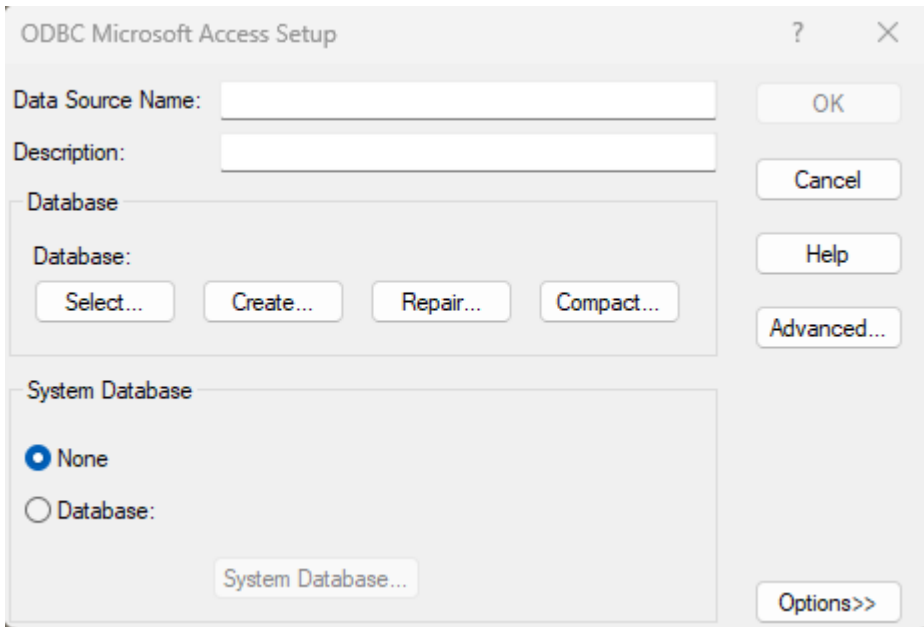 ODBC Microsoft Access Setup ?
Data Source Name:
OK
Description:
Cancel
Database
Database:
Help
Select... Create... Repair... Compact...
Advanced...
System Database
None
Database:
System Database...
Options>>